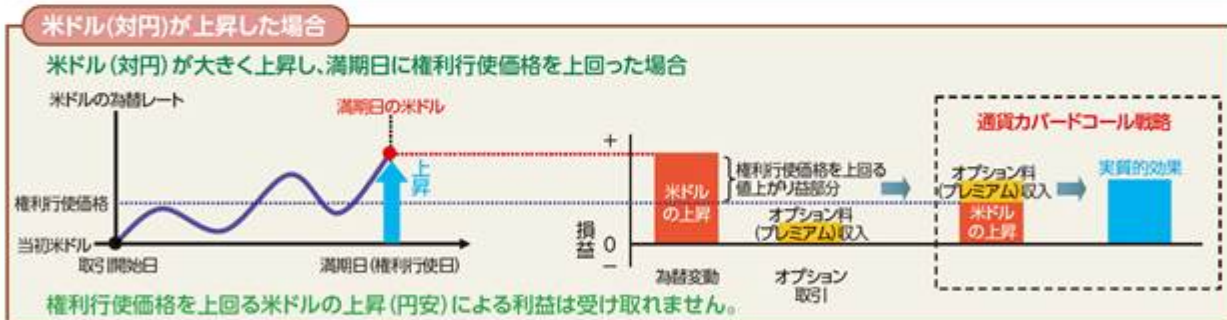 米ドル(対円)が上昇した場合
米ドル(対円)が大きく上昇し、満期日に権利行使価格を上回った場合
米ドルの為替レート
満期日の米ドル
上昇
権利行使価格
当初米ドル
取引開始日
満期日(権利行使日)
損益
+
0
−
米ドル
の上昇
権利行使価格を上回る
値上がり益部分
オプション料
(プレミアム)収入
為替変動
オプション
取引
通貨カバードコール戦略
オプション料
(プレミアム)収入
米ドル
の上昇
実質的効果
権利行使価格を上回る米ドルの上昇(円安)による利益は受け取れません。